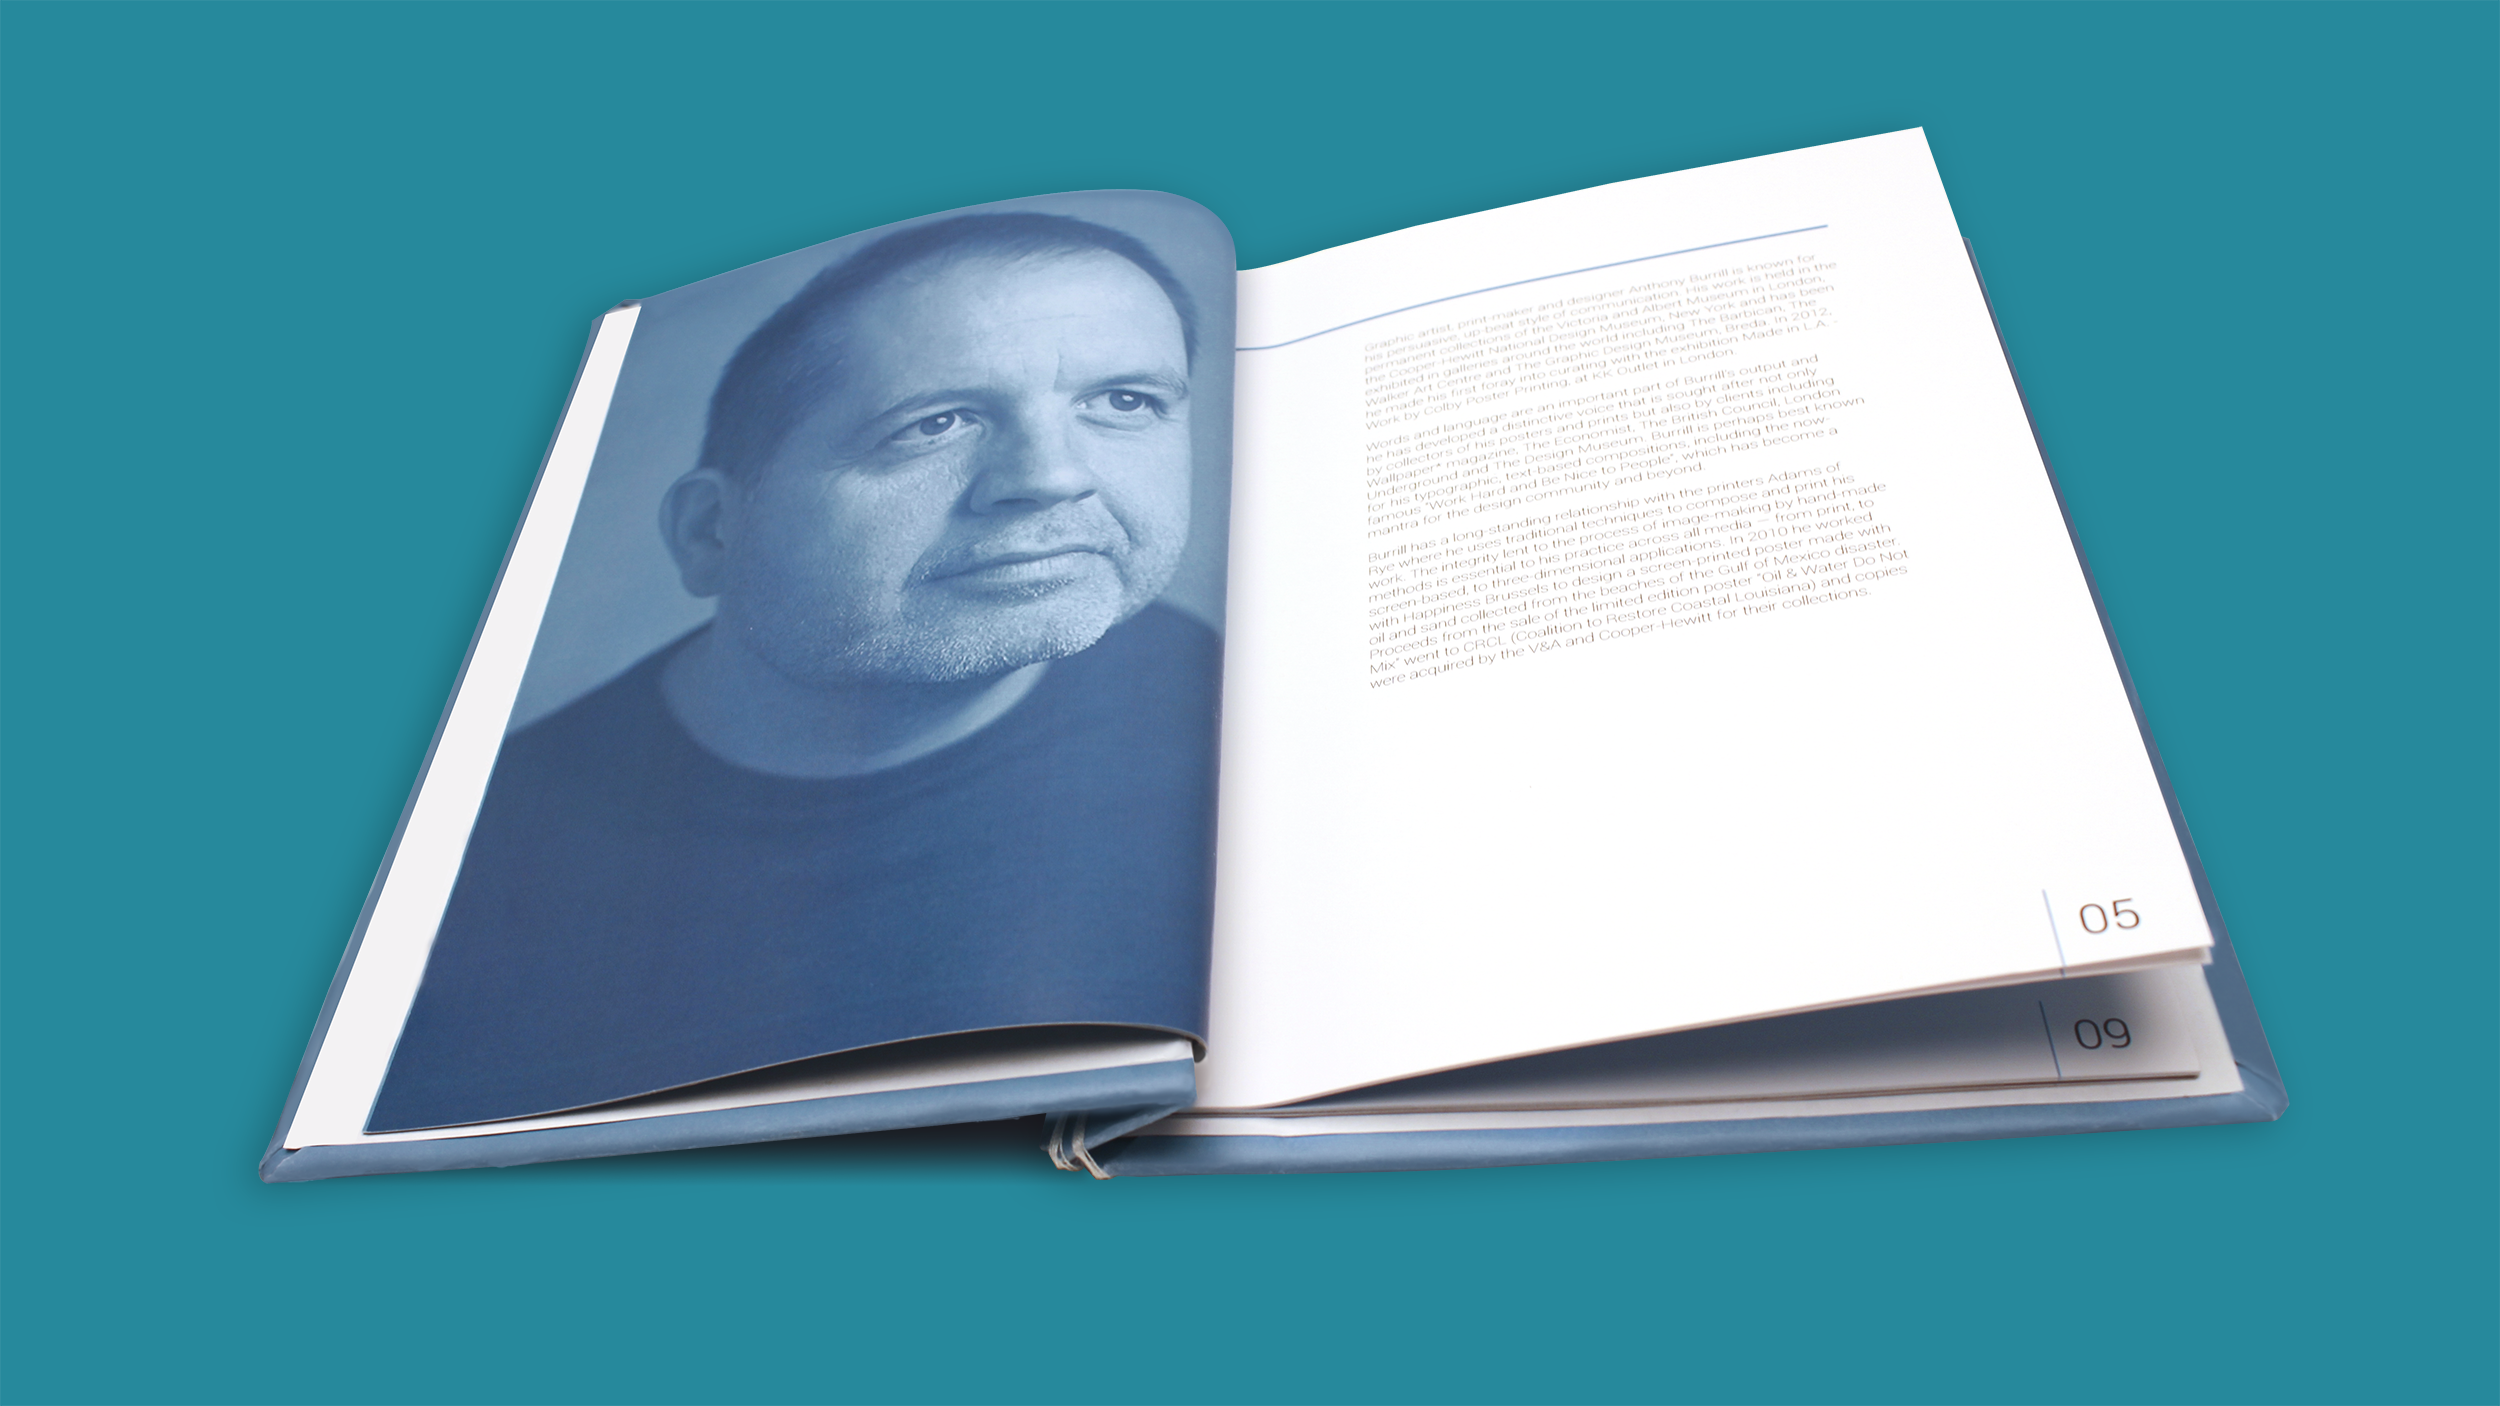 Graphic artist, print-maker and designer Anthony Burrill is known for
his persuasive, up-beat style of communication. His work is held in the
permanent collections of the Victoria and Albert Museum in London,
the Cooper-Hewitt National Design Museum, New York and has been
exhibited in galleries around the world including The Barbican, The
Walker Art Centre and The Graphic Design Museum, Breda. In 2012,
he made his first foray into curating with the exhibition Made in L.A. -
Work by Colby Poster Printing, at KK Outlet in London.
Words and language are an important part of Burrill's output and
he has developed a distinctive voice that is sought after not only
by collectors of his posters and prints but also by clients including
Wallpaper* magazine, The Economist, The British Council, London
Underground and The Design Museum. Burrill is perhaps best known
for his typographic, text-based compositions, including the now-
famous "Work Hard and Be Nice to People", which has become a
mantra for the design community and beyond.
Burrill has a long-standing relationship with the printers Adams of
Rye where he uses traditional techniques to compose and print his
work. The integrity lent to the process of image-making by hand-made
methods is essential to his practice across all media — from print, to
screen-based, to three-dimensional applications. In 2010 he worked
with Happiness Brussels to design a screen-printed poster made with
oil and sand collected from the beaches of the Gulf of Mexico disaster.
Proceeds from the sale of the limited edition poster "Oil & Water Do Not
Mix" went to CRCL (Coalition to Restore Coastal Louisiana) and copies
were acquired by the V&A and Cooper-Hewitt for their collections.
05
09